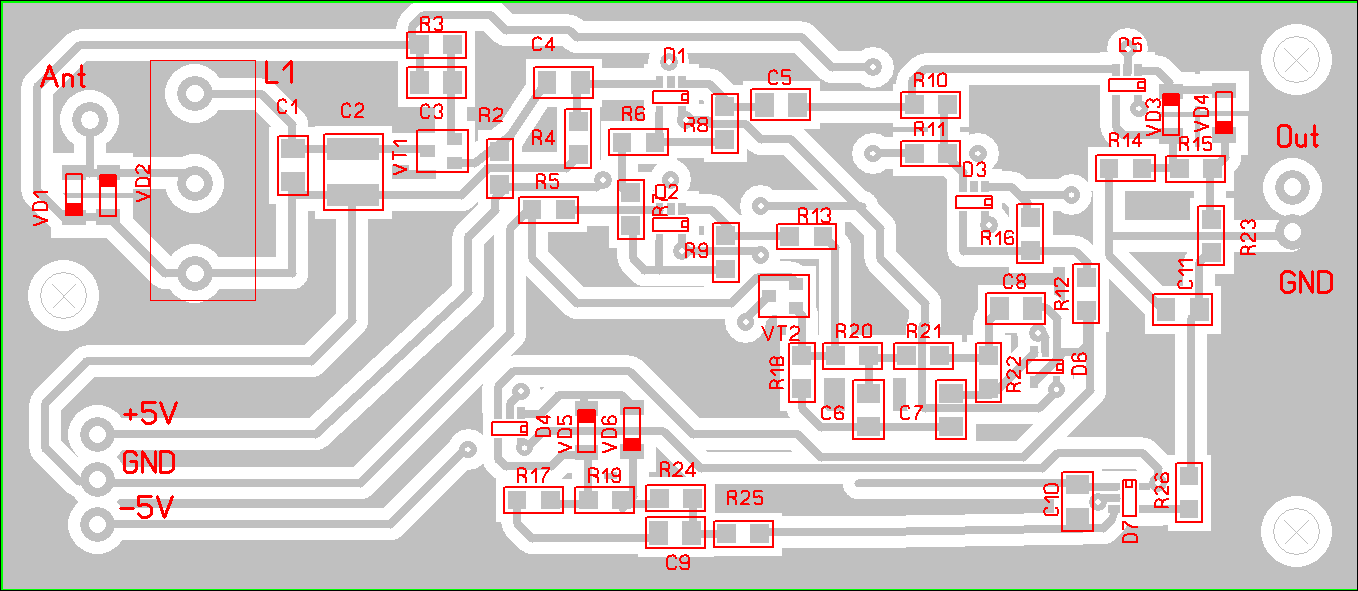 R3
C4
D1
D5
Ant
L1
C5
R10
C1
C2
C3
R2
R6
R8
VD3
VD4
R4
R11
Out
VT1
R14
R15
VD1
VD2
R5
D2
R7
D3
R13
R16
R23
R9
C11
GND
C8
R12
VT2
R20
R21
R18
R22
D6
+5V
C6
C7
D4
VD5
VD6
GND
R17
R19
R24
R25
-5V
C10
D7
R26
C9